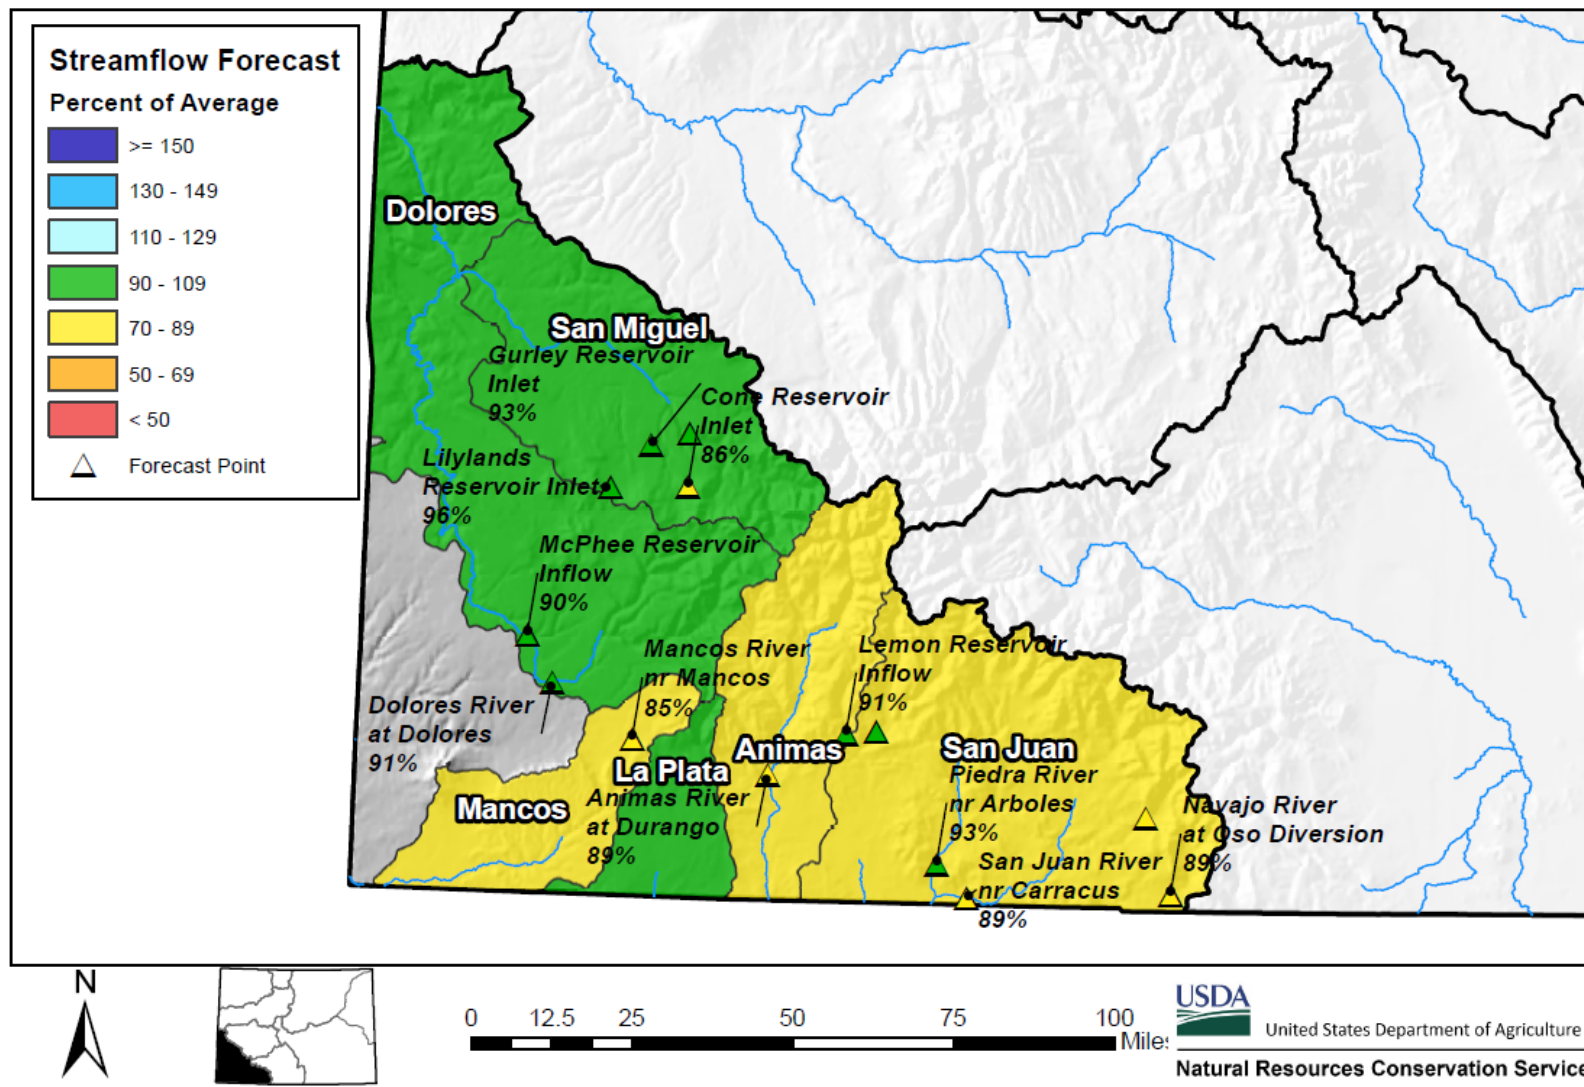 Streamflow Forecast
Percent of Average
>= 150
130 - 149
110 - 129
90 - 109
70 - 89
50 - 69
< 50
Forecast Point
Dolores
San Miguel
Gurley Reservoir
Inlet
93%
Cone Reservoir
Inlet
86%
Lilylands
Reservoir Inlet
96%
McPhee Reservoir
Inflow
90%
Mancos River
nr Mancos
85%
Lemon Reservoir
Inflow
91%
Dolores River
at Dolores
91%
La Plata
Animas
San Juan
Mancos
Animas River
at Durango
89%
Piedra River
nr Arboles
93%
Navajo River
at Oso Diversion
89%
San Juan River
nr Carracus
89%
N
0 12.5 25 50 75 100
Miles
USDA
United States Department of Agriculture
Natural Resources Conservation Service